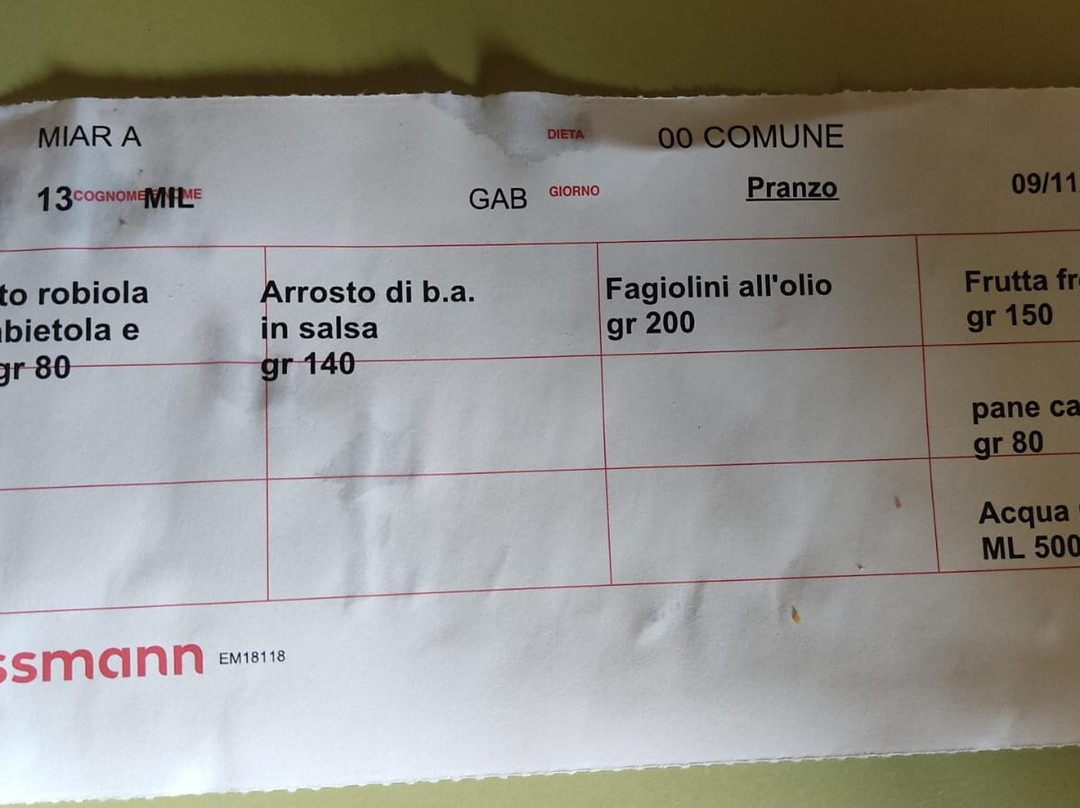 MIAR A DIETA 00 COMUNE
13 COGNOME NOME MIL GAB GIORNO Pranzo 09/11
to robiola
bietola e
gr 80
Arrosto di b.a.
in salsa
gr 140
Fagiolini all'olio
gr 200
Frutta fr
gr 150
pane ca
gr 80
Acqua
ML 500
ssmann EM18118